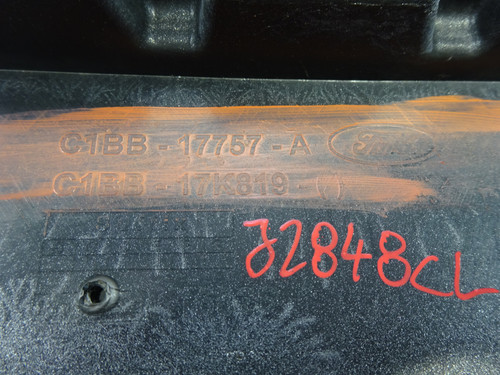 C1BB - 17757 - A Ford
C1BB - 17K819 -
J2848CL